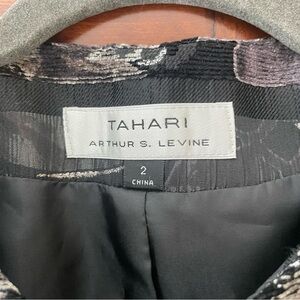 TAHARI
ARTHUR S. LEVINE
2
CHINA